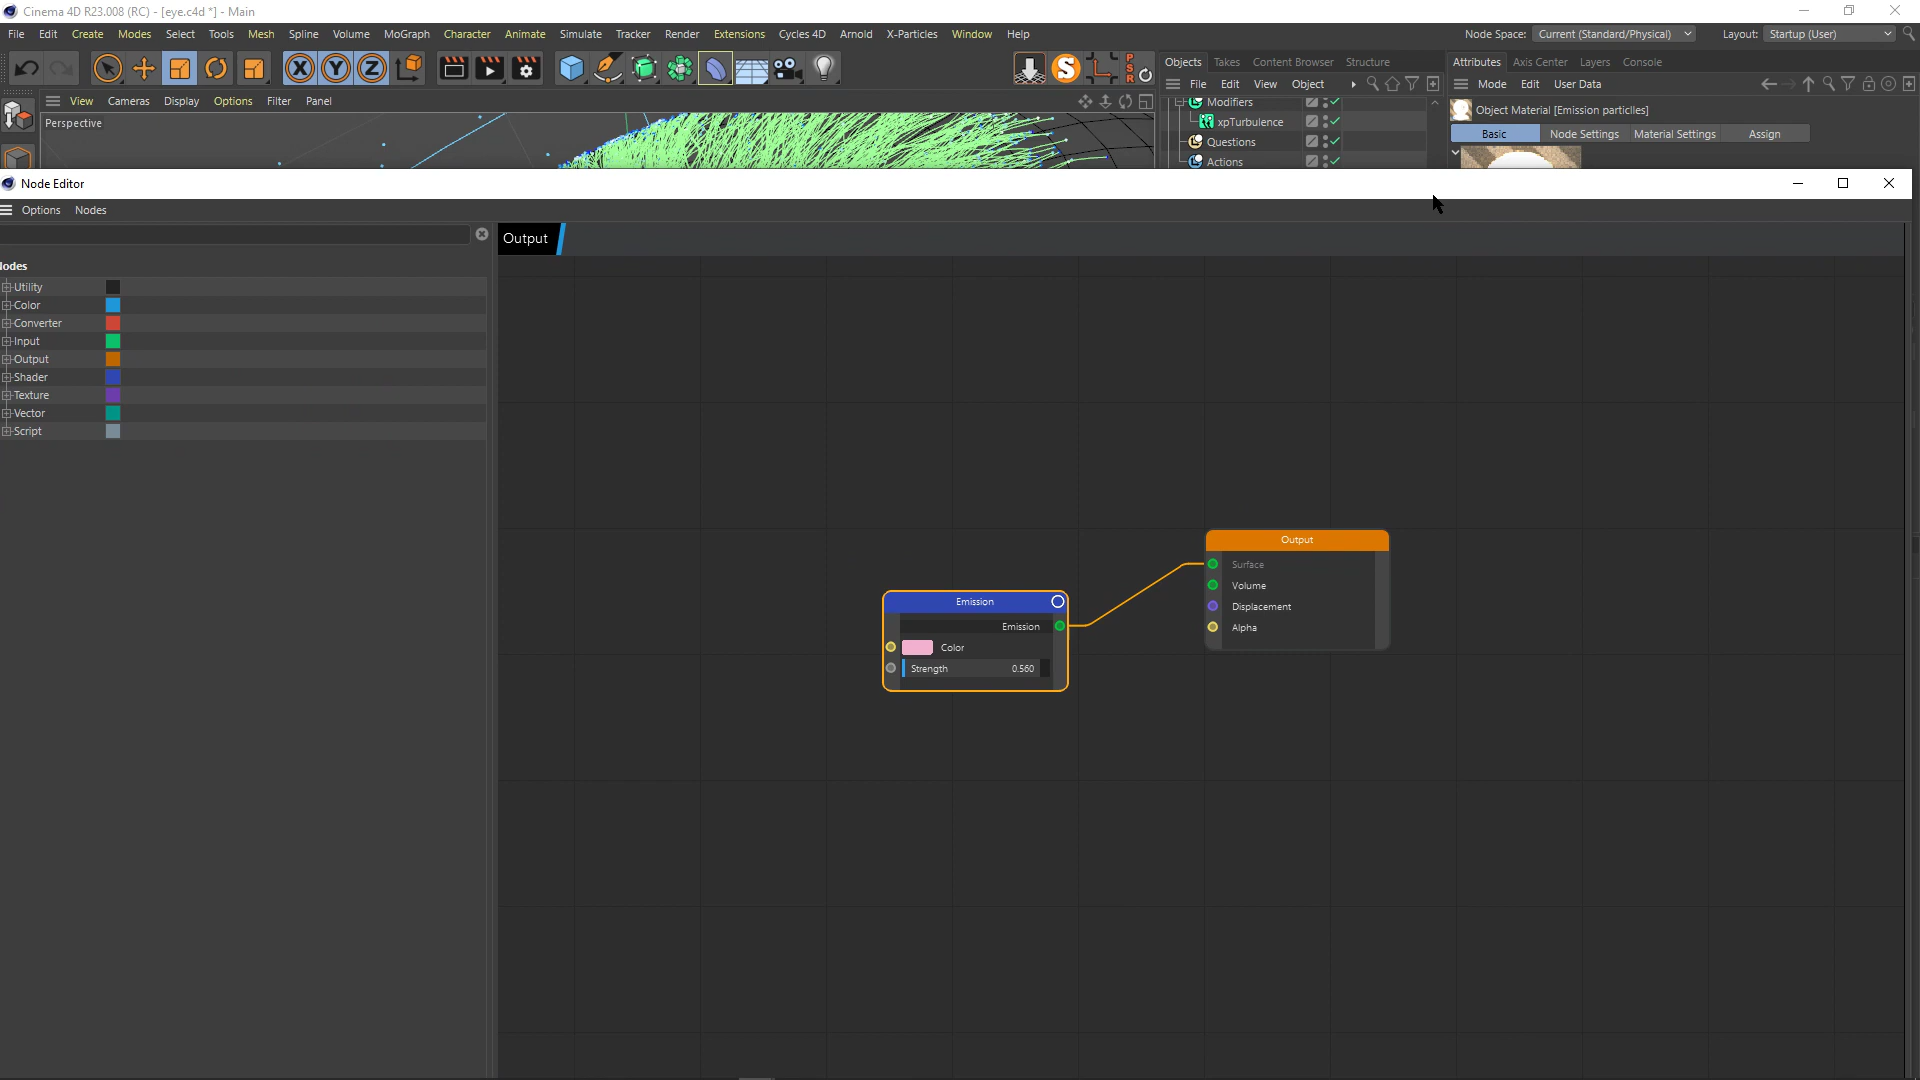 Cinema 4D R23.008 (RC) - [eye.c4d *] - Main
File Edit Create Modes Select Tools Mesh Spline Volume MoGraph Character Animate Simulate Tracker Render Extensions Cycles 4D Arnold X-Particles Window Help
Node Space: Current (Standard/Physical) Layout: Startup (User)
X Y Z
S
PSR
View Cameras Display Options Filter Panel
Perspective
Objects Takes Content Browser Structure
File Edit View Object
Modifiers
xpTurbulence
Questions
Actions
Attributes Axis Center Layers Console
Mode Edit User Data
Object Material [Emission particlles]
Basic Node Settings Material Settings Assign
Node Editor
Options Nodes
Output
lodes
Utility
Color
Converter
Input
Output
Shader
Texture
Vector
Script
Emission
Emission
Color
Strength 0.560
Output
Surface
Volume
Displacement
Alpha